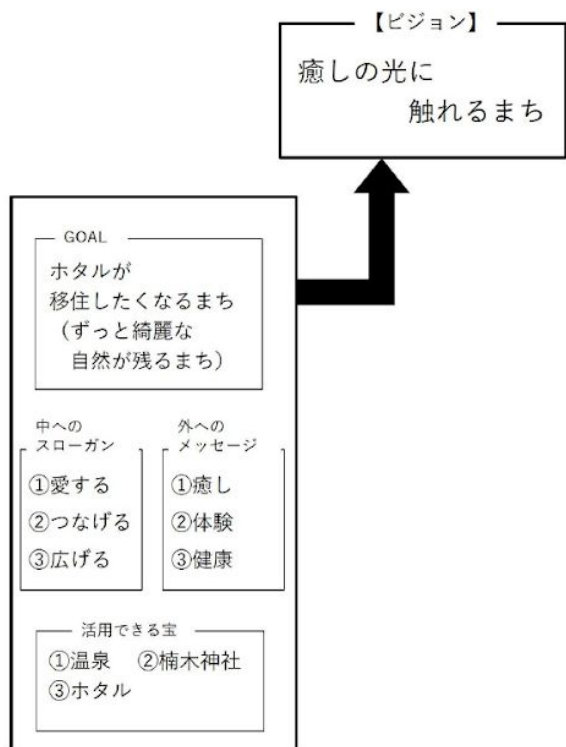 【ビジョン】
癒しの光に
触れるまち
GOAL
ホタルが
移住したくなるまち
（ずっと綺麗な
自然が残るまち）
中への
スローガン
①愛する
②つなげる
③広げる
外への
メッセージ
①癒し
②体験
③健康
活用できる宝
①温泉 ②楠木神社
③ホタル